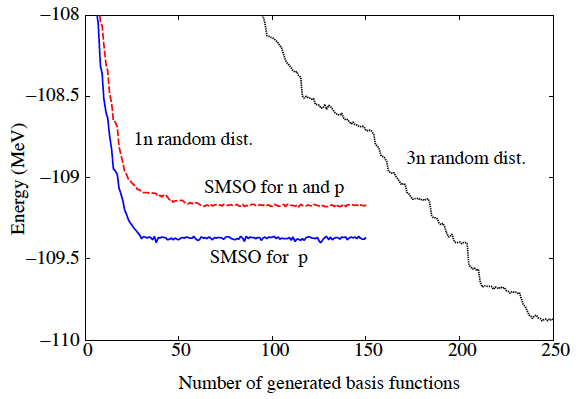 −108
−108.5
−109
−109.5
−110
Energy (MeV)
1n random dist.
3n random dist.
SMSO for n and p
SMSO for p
0
50
100
150
200
250
Number of generated basis functions